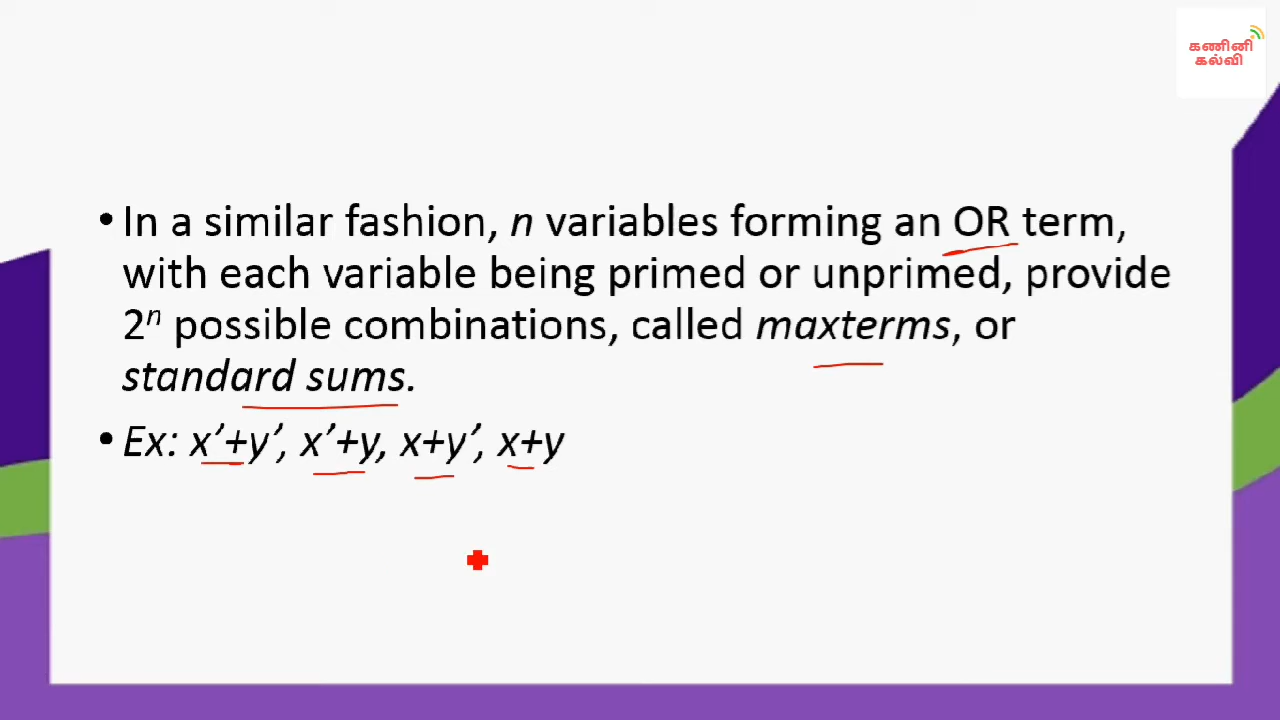 கணினி
கல்வி
• In a similar fashion, n variables forming an OR term,
with each variable being primed or unprimed, provide
2ⁿ possible combinations, called maxterms, or
standard sums.
• Ex: x’+y’, x’+y, x+y’, x+y